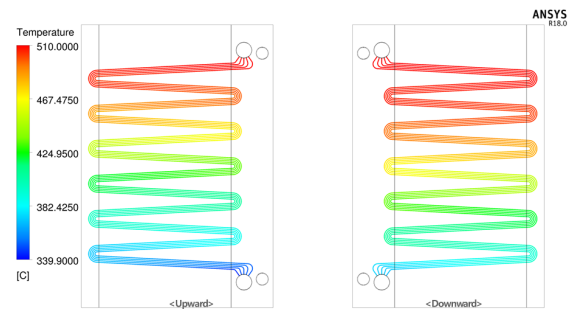 ANSYS
R18.0
Temperature
510.0000
467.4750
424.9500
382.4250
339.9000
[C]
<Upward>
<Downward>